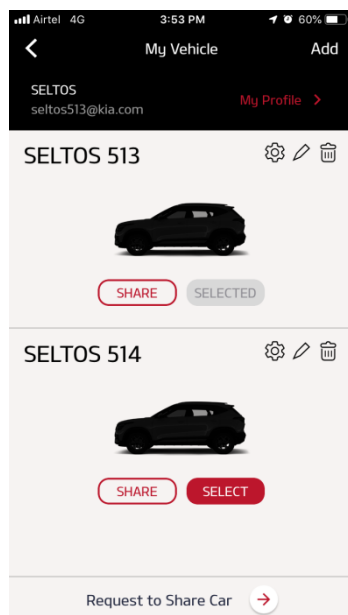 Airtel 4G 3:53 PM 60%
My Vehicle Add
SELTOS
seltos513@kia.com
My Profile
SELTOS 513
SHARE SELECTED
SELTOS 514
SHARE SELECT
Request to Share Car